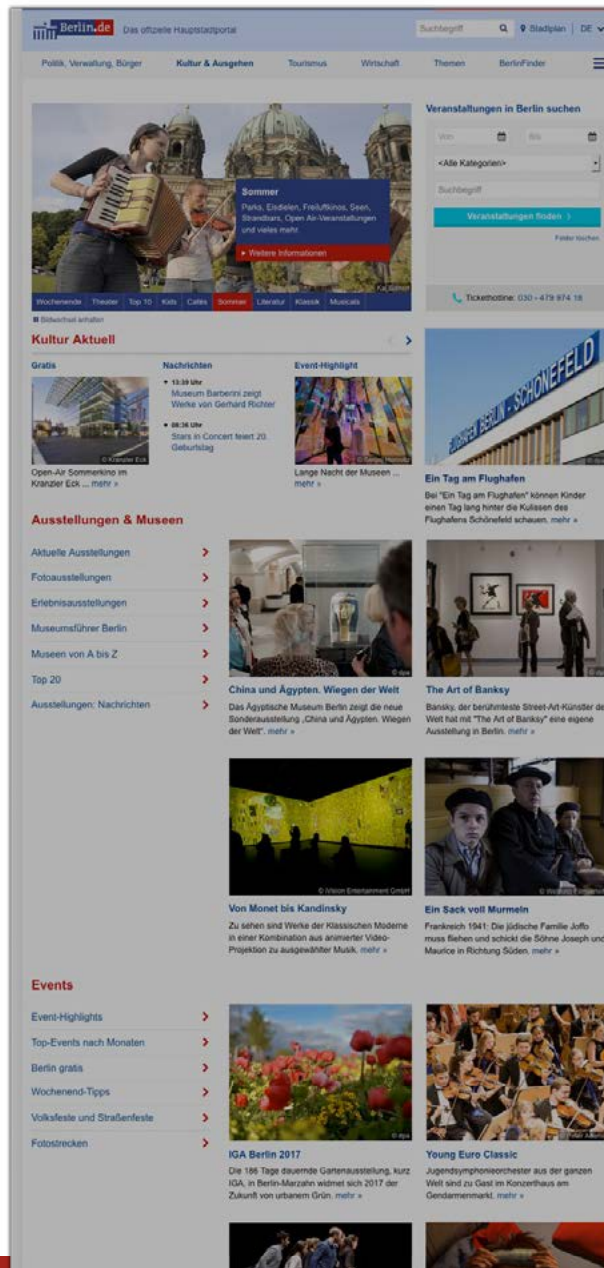 Berlin.de
Das offizielle Hauptstadtportal
Suchbegriff
Stadtplan | DE
Politik, Verwaltung, Bürger
Kultur & Ausgehen
Tourismus
Wirtschaft
Themen
BerlinFinder
Sommer
Parks, Eisdielen, Freiluftkinos, Seen,
Strandbars, Open Air-Veranstaltungen
und vieles mehr.
Weitere Informationen
Wochenende Theater Top 10 Kids Cafés Sommer Literatur Klassik Musicals
Bildwechsel anhalten
Veranstaltungen in Berlin suchen
Von
Bis
<Alle Kategorien>
Suchbegriff
Veranstaltungen finden
Felder löschen
Tickethotline: 030 - 479 974 18
Kultur Aktuell
Gratis
© Kranzler Eck
Open-Air Sommerkino im
Kranzler Eck ... mehr »
Nachrichten
13:39 Uhr
Museum Barberini zeigt
Werke von Gerhard Richter
08:36 Uhr
Stars in Concert feiert 20.
Geburtstag
Event-Highlight
Lange Nacht der Museen ...
mehr »
FLUGHAFEN BERLIN - SCHÖNEFELD
© dpa
Ein Tag am Flughafen
Bei "Ein Tag am Flughafen" können Kinder
einen Tag lang hinter die Kulissen des
Flughafens Schönefeld schauen. mehr »
Ausstellungen & Museen
Aktuelle Ausstellungen
Fotoausstellungen
Erlebnisausstellungen
Museumsführer Berlin
Museen von A bis Z
Top 20
Ausstellungen: Nachrichten
© dpa
China und Ägypten. Wiegen der Welt
Das Ägyptische Museum Berlin zeigt die neue
Sonderausstellung „China und Ägypten. Wiegen
der Welt". mehr »
© dpa
The Art of Banksy
Bansky, der berühmteste Street-Art-Künstler de
Welt hat mit "The Art of Banksy" eine eigene
Ausstellung in Berlin. mehr »
© iVision Entertainment GmbH
Von Monet bis Kandinsky
Zu sehen sind Werke der Klassischen Moderne
in einer Kombination aus animierter Video-
Projektion zu ausgewählter Musik. mehr »
Ein Sack voll Murmeln
Frankreich 1941: Die jüdische Familie Joffo
muss fliehen und schickt die Söhne Joseph und
Maurice in Richtung Süden. mehr »
Events
Event-Highlights
Top-Events nach Monaten
Berlin gratis
Wochenend-Tipps
Volksfeste und Straßenfeste
Fotostrecken
© dpa
IGA Berlin 2017
Die 186 Tage dauernde Gartenausstellung, kurz
IGA, in Berlin-Marzahn widmet sich 2017 der
Zukunft von urbanem Grün. mehr »
Young Euro Classic
Jugendsymphonieorchester aus der ganzen
Welt sind zu Gast im Konzerthaus am
Gendarmenmarkt. mehr »